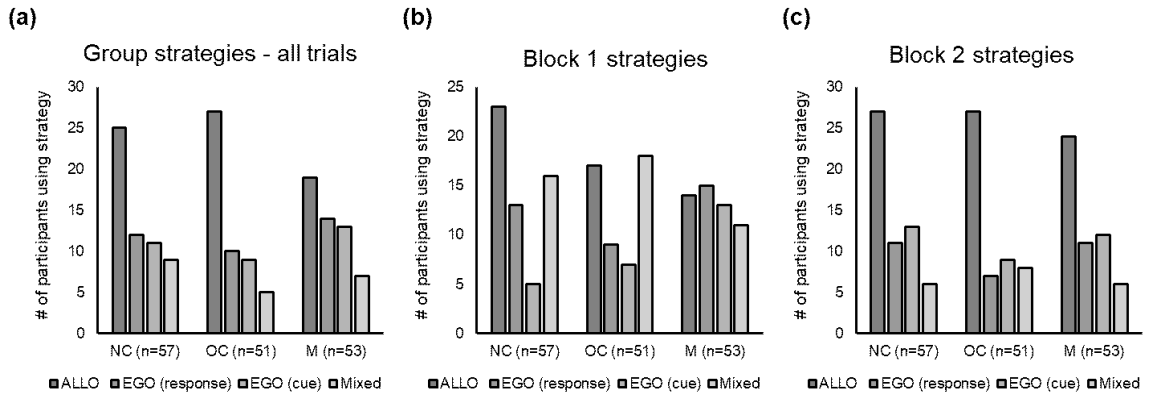 (a)
Group strategies - all trials
# of participants using strategy
30
25
20
15
10
5
0
NC (n=57) OC (n=51) M (n=53)
ALLO EGO (response) EGO (cue) Mixed
(b)
Block 1 strategies
# of participants using strategy
25
20
15
10
5
0
NC (n=57) OC (n=51) M (n=53)
ALLO EGO (response) EGO (cue) Mixed
(c)
Block 2 strategies
# of participants using strategy
30
25
20
15
10
5
0
NC (n=57) OC (n=51) M (n=53)
ALLO EGO (response) EGO (cue) Mixed